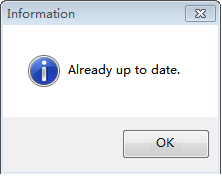 Information
Already up to date.
OK